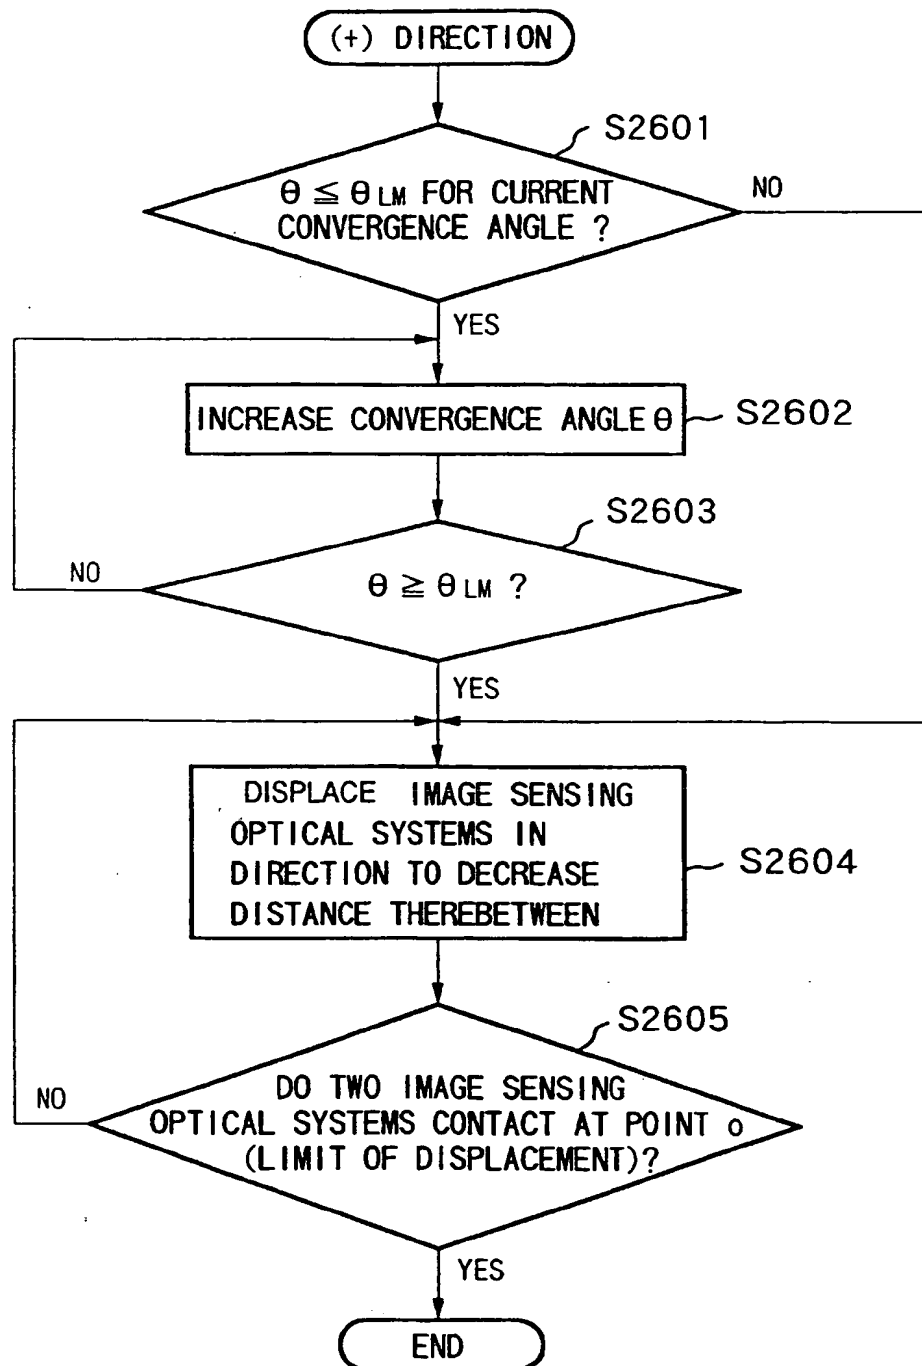 (+) DIRECTION
S2601
θ ≦ θLM FOR CURRENT
CONVERGENCE ANGLE ?
NO
YES
INCREASE CONVERGENCE ANGLE θ
S2602
S2603
θ ≧ θLM ?
NO
YES
DISPLACE IMAGE SENSING
OPTICAL SYSTEMS IN
DIRECTION TO DECREASE
DISTANCE THEREBETWEEN
S2604
S2605
DO TWO IMAGE SENSING
OPTICAL SYSTEMS CONTACT AT POINT o
(LIMIT OF DISPLACEMENT)?
NO
YES
END